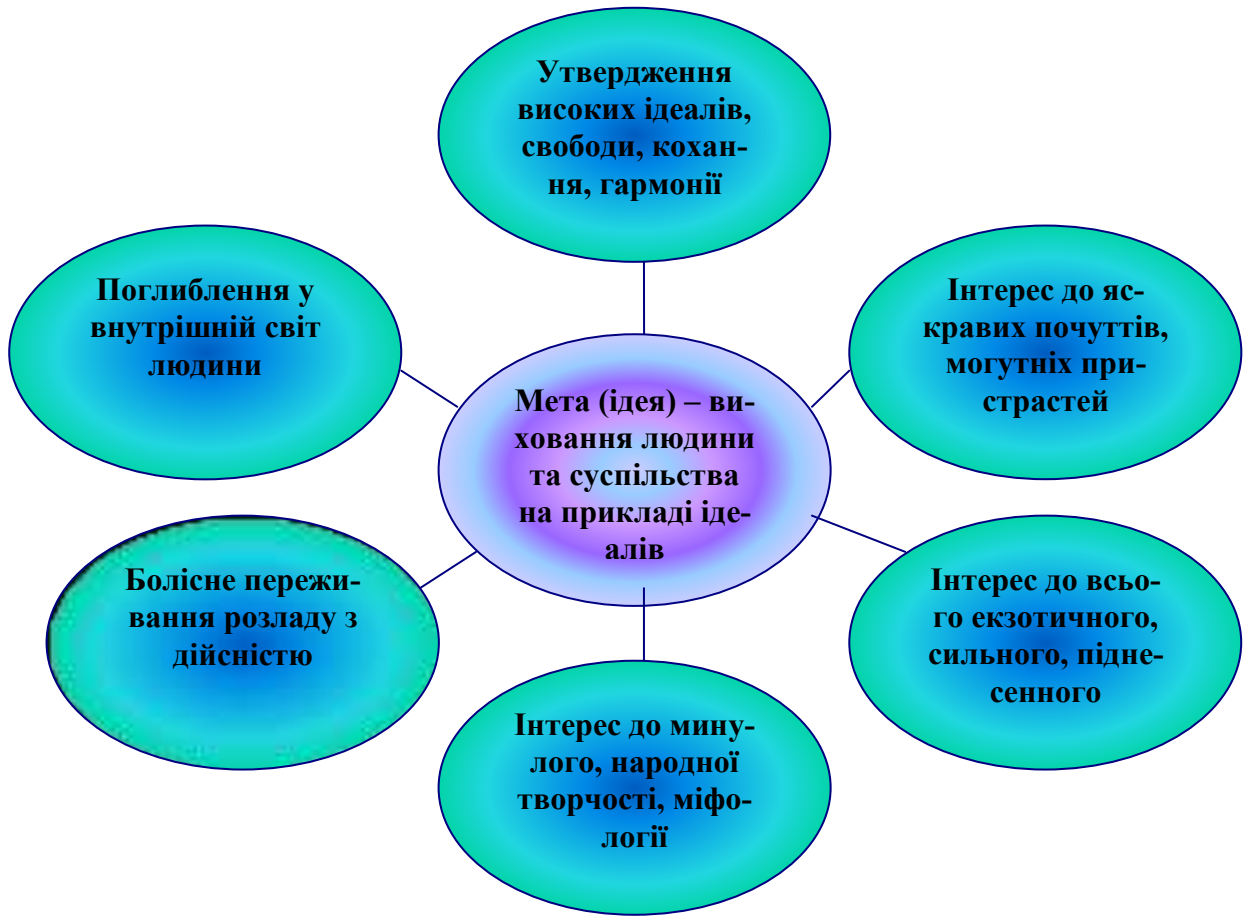 Утвердження
високих ідеалів,
свободи, кохан-
ня, гармонії
Поглиблення у
внутрішній світ
людини
Інтерес до яс-
кравих почуттів,
могутніх при-
страстей
Мета (ідея) – ви-
ховання людини
та суспільства
на прикладі іде-
алів
Болісне пережи-
вання розладу з
дійсністю
Інтерес до всьо-
го екзотичного,
сильного, підне-
сенного
Інтерес до мину-
лого, народної
творчості, міфо-
логії